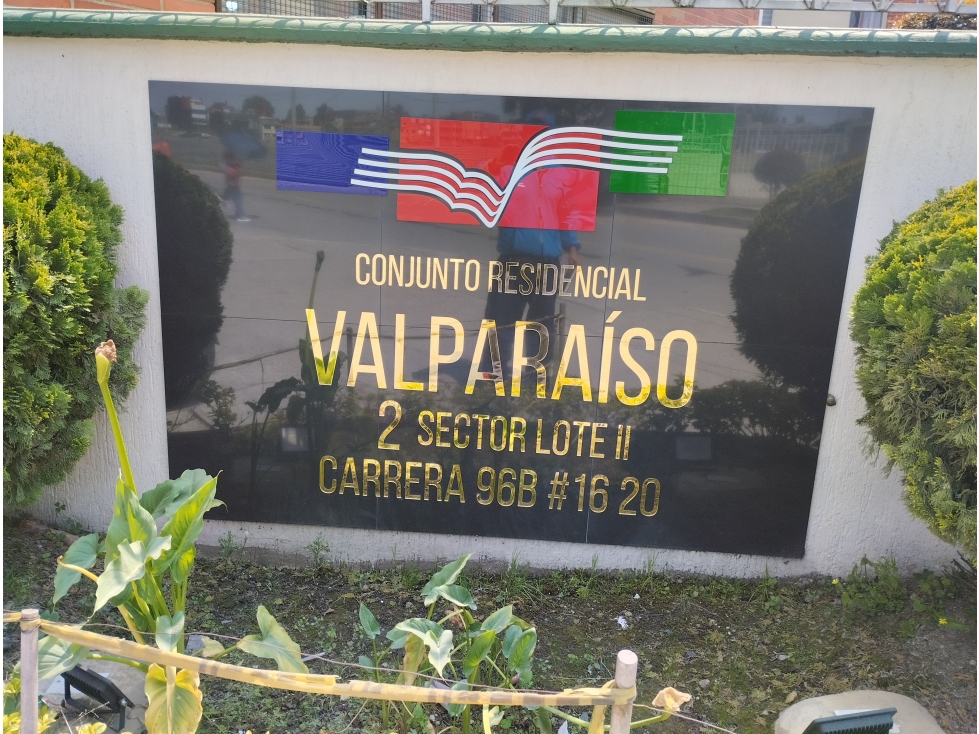 CONJUNTO RESIDENCIAL
VALPARAÍSO
2 SECTOR LOTE II
CARRERA 96B #16 20